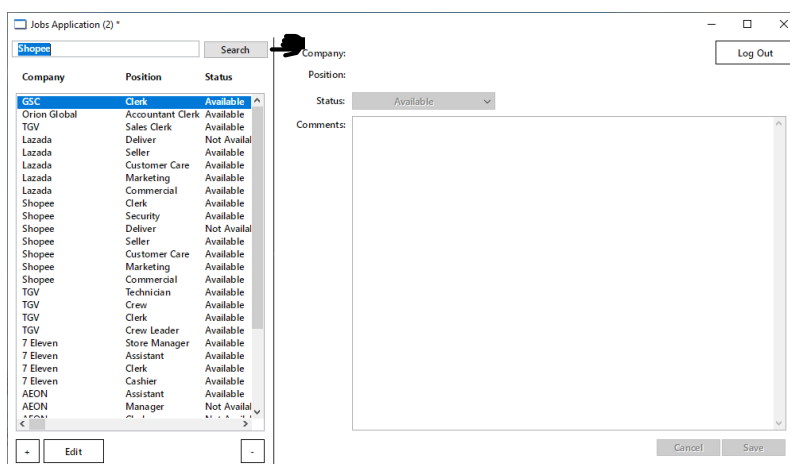 Jobs Application (2) *
Shopee Search
Company: Log Out
Position:
Company Position Status
Status: Available
Comments:
GSC Clerk Available
Orion Global Accountant Clerk Available
TGV Sales Clerk Available
Lazada Deliver Not Availal
Lazada Seller Available
Lazada Customer Care Available
Lazada Marketing Available
Lazada Commercial Available
Shopee Clerk Available
Shopee Security Available
Shopee Deliver Not Availal
Shopee Seller Available
Shopee Customer Care Available
Shopee Marketing Available
Shopee Commercial Available
TGV Technician Available
TGV Crew Available
TGV Clerk Available
TGV Crew Leader Available
7 Eleven Store Manager Available
7 Eleven Assistant Available
7 Eleven Clerk Available
7 Eleven Cashier Available
AEON Assistant Available
AEON Manager Not Availal
+ Edit -
Cancel Save